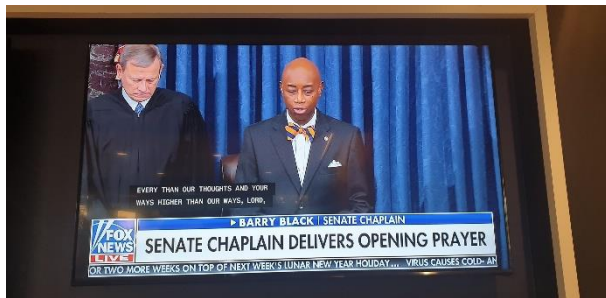 EVERY THAN OUR THOUGHTS AND YOUR
WAYS HIGHER THAN OUR WAYS, LORD,
▸ BARRY BLACK | SENATE CHAPLAIN
FOX
NEWS
LIVE
SENATE CHAPLAIN DELIVERS OPENING PRAYER
OR TWO MORE WEEKS ON TOP OF NEXT WEEK'S LUNAR NEW YEAR HOLIDAY... VIRUS CAUSES COLD- AN